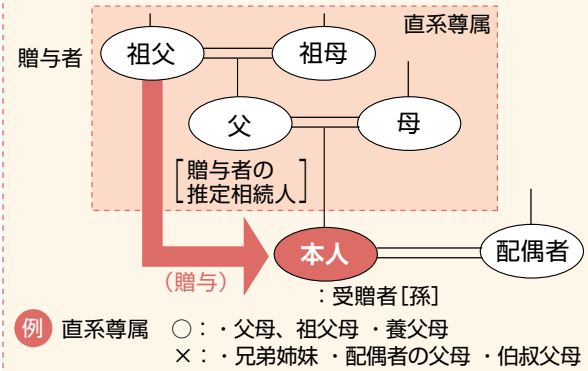 直系尊属
贈与者
祖父
祖母
父
母
贈与者の
推定相続人
本人
配偶者
(贈与)
：受贈者[孫]
例 直系尊属 ○：・父母、祖父母 ・養父母
×：・兄弟姉妹 ・配偶者の父母 ・伯叔父母